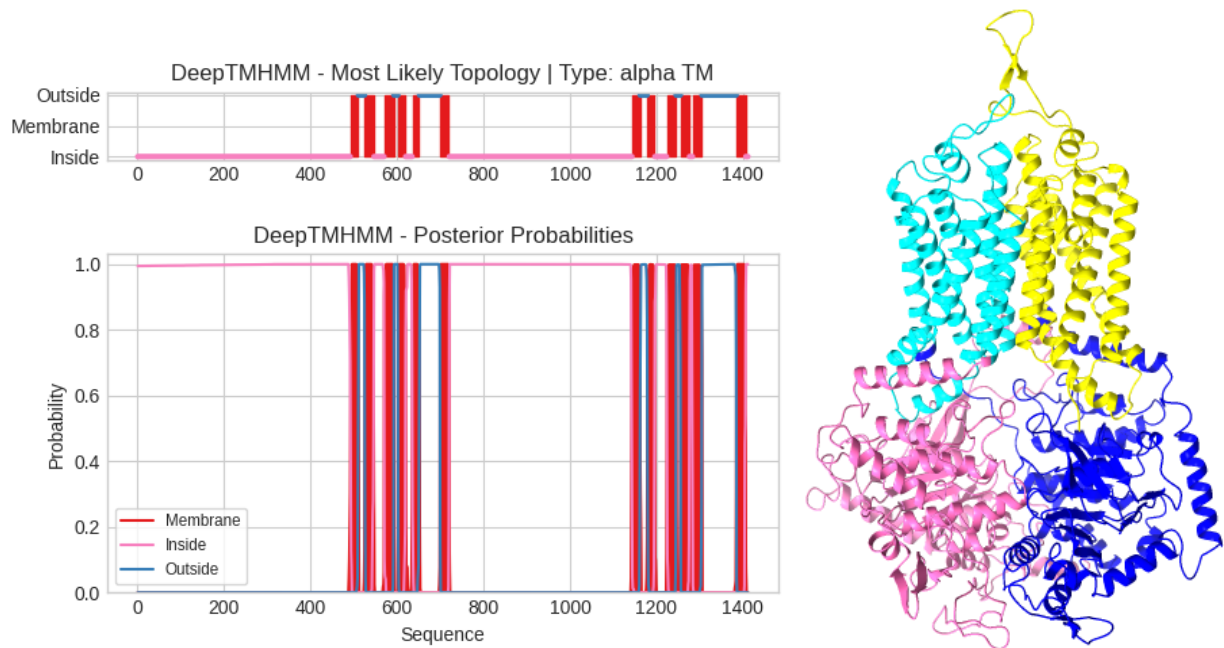 DeepTMHMM - Most Likely Topology | Type: alpha TM
Outside
Membrane
Inside
0 200 400 600 800 1000 1200 1400
DeepTMHMM - Posterior Probabilities
1.0
0.8
0.6
0.4
0.2
0.0
Probability
Membrane
Inside
Outside
0 200 400 600 800 1000 1200 1400
Sequence